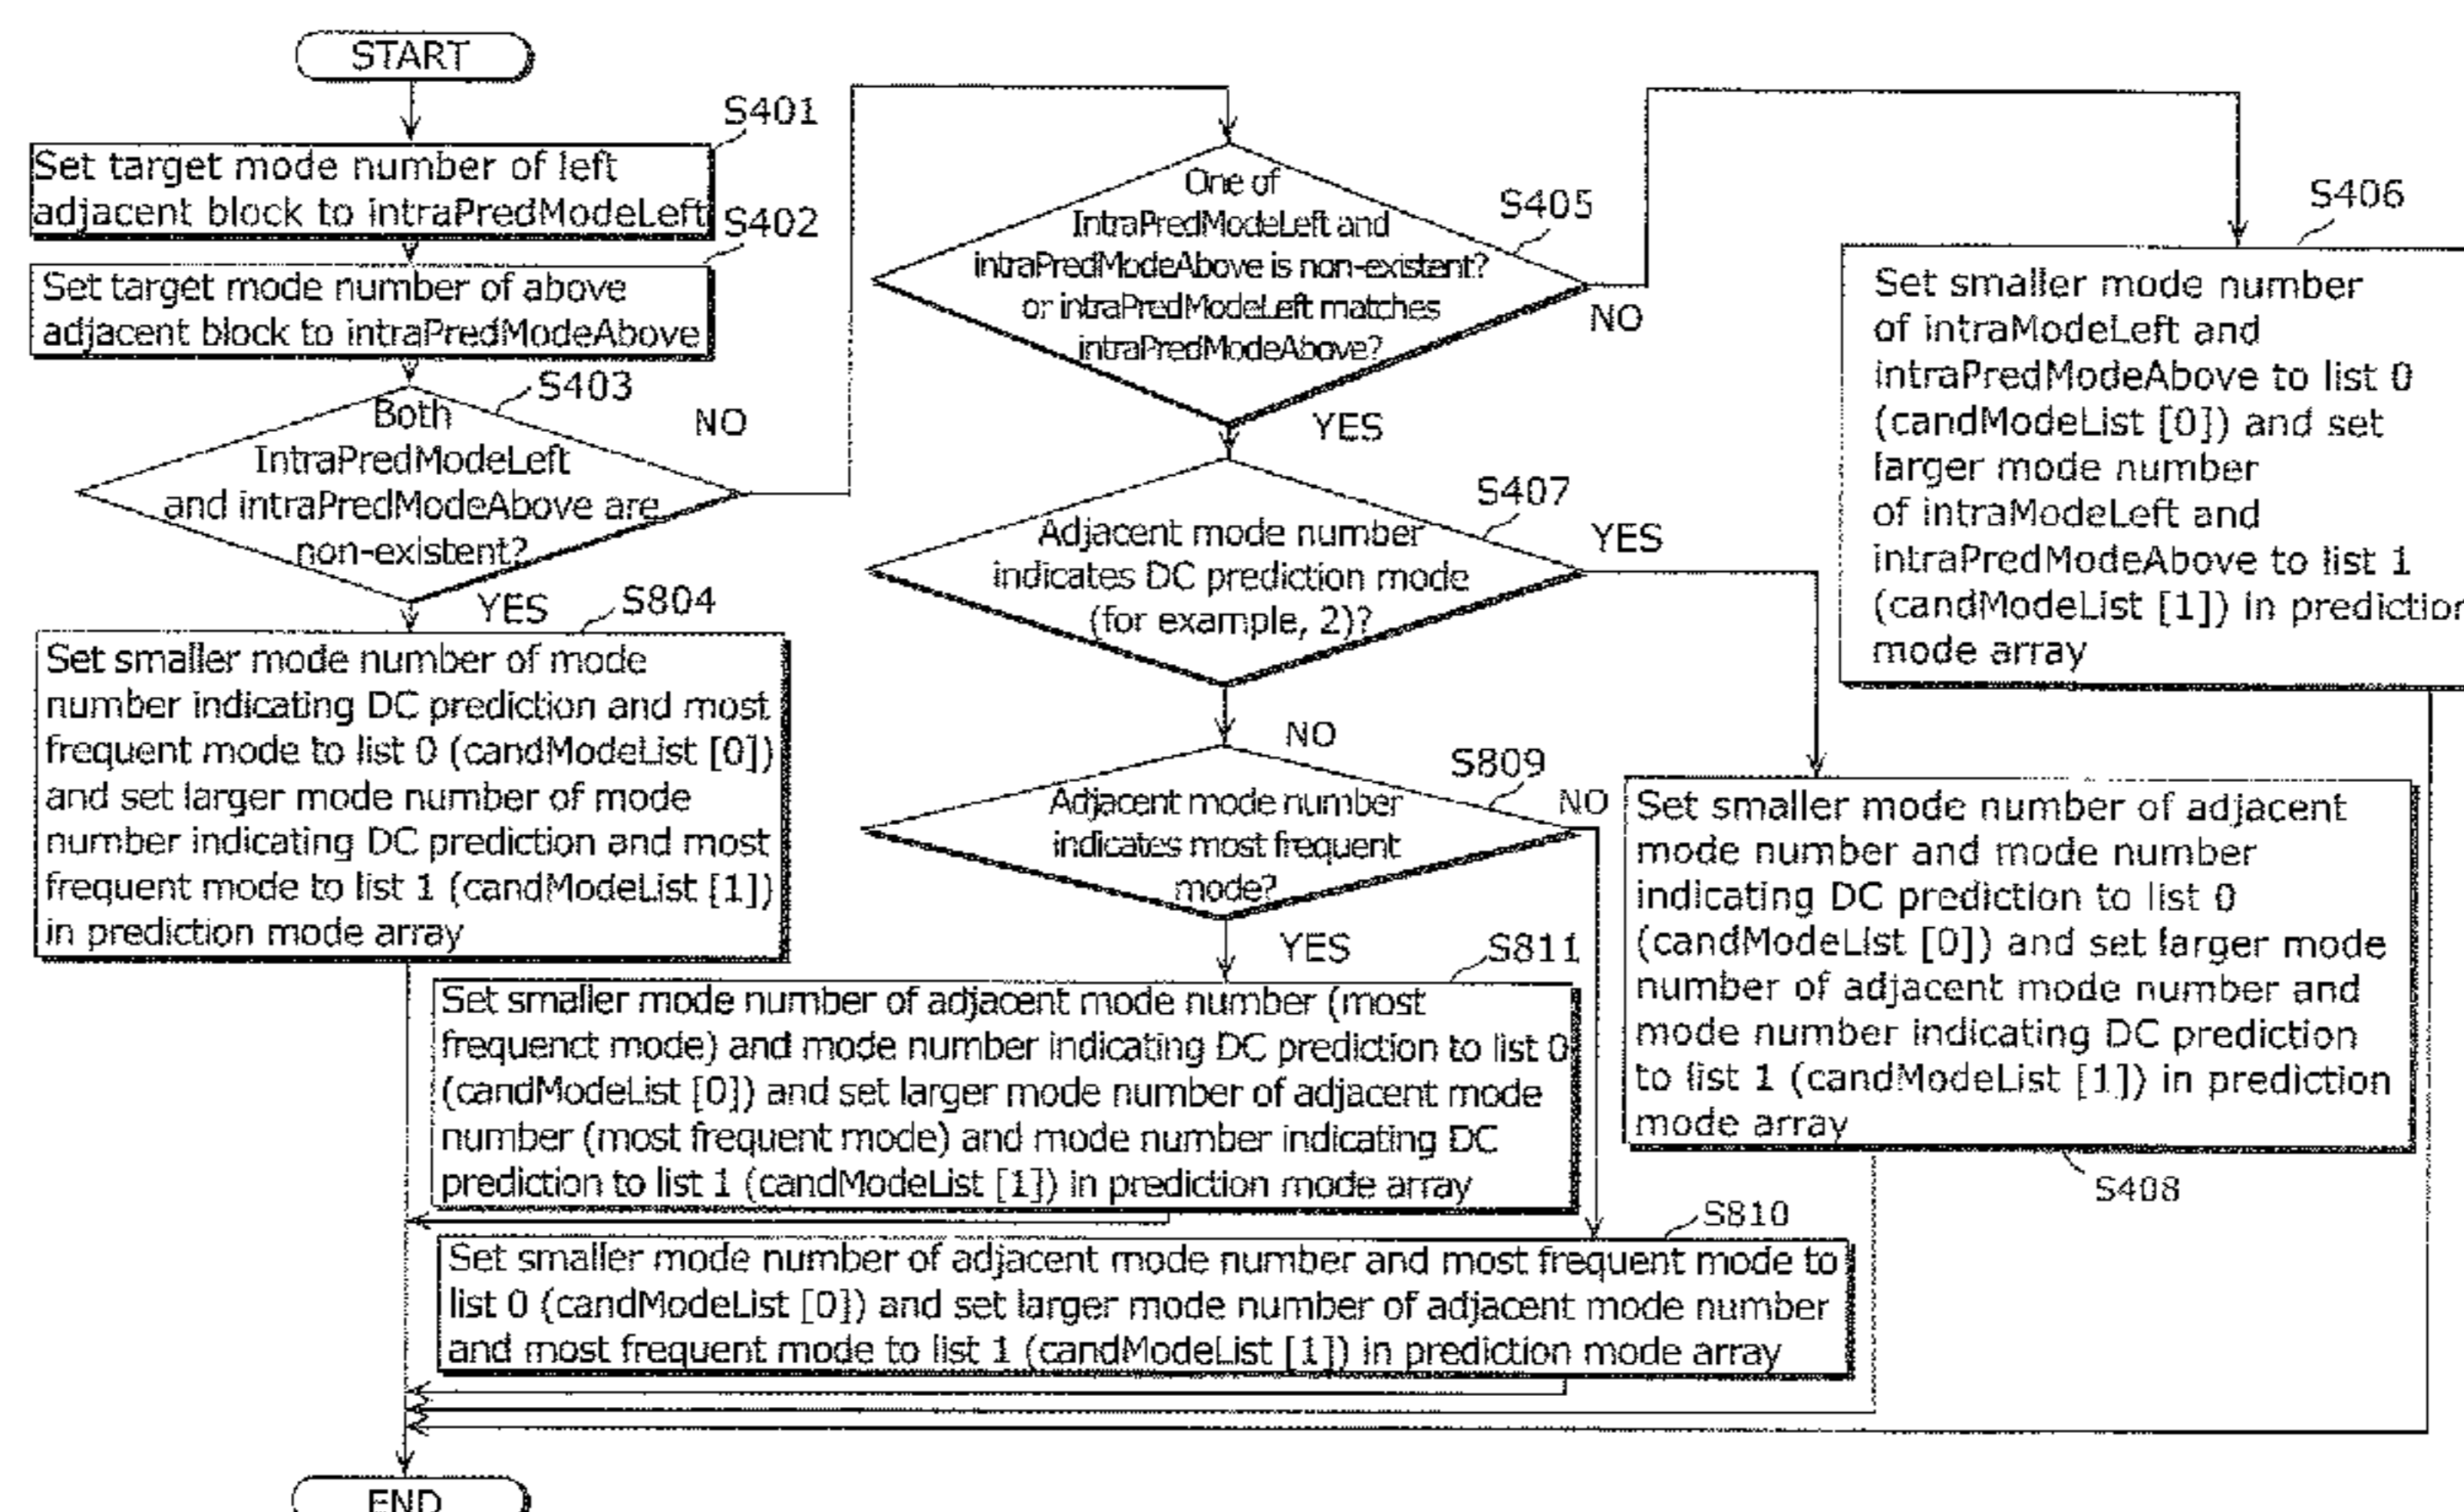 START
S401
Set target mode number of left
adjacent block to intraPredModeLeft
S402
Set target mode number of above
adjacent block to intraPredModeAbove
S403
Both
IntraPredModeLeft
and intraPredModeAbove are
non-existent?
NO
YES
S804
Set smaller mode number of mode
number indicating DC prediction and most
frequent mode to list 0 (candModeList [0])
and set larger mode number of mode
number indicating DC prediction and most
frequent mode to list 1 (candModeList [1])
in prediction mode array
One of
IntraPredModeLeft and
intraPredModeAbove is non-existent?
or intraPredModeLeft matches
intraPredModeAbove?
S405
NO
YES
S406
Set smaller mode number
of intraModeLeft and
intraPredModeAbove to list 0
(candModeList [0]) and set
larger mode number
of intraModeLeft and
intraPredModeAbove to list 1
(candModeList [1]) in prediction
mode array
S407
Adjacent mode number
indicates DC prediction mode
(for example, 2)?
YES
NO
S809
Adjacent mode number
indicates most frequent
mode?
NO
YES
Set smaller mode number of adjacent
mode number and mode number
indicating DC prediction to list 0
(candModeList [0]) and set larger mode
number of adjacent mode number and
mode number indicating DC prediction
to list 1 (candModeList [1]) in prediction
mode array
S408
S811
Set smaller mode number of adjacent mode number (most
frequenct mode) and mode number indicating DC prediction to list 0
(candModeList [0]) and set larger mode number of adjacent mode
number (most frequent mode) and mode number indicating DC
prediction to list 1 (candModeList [1]) in prediction mode array
S810
Set smaller mode number of adjacent mode number and most frequent mode to
list 0 (candModeList [0]) and set larger mode number of adjacent mode number
and most frequent mode to list 1 (candModeList [1]) in prediction mode array
END